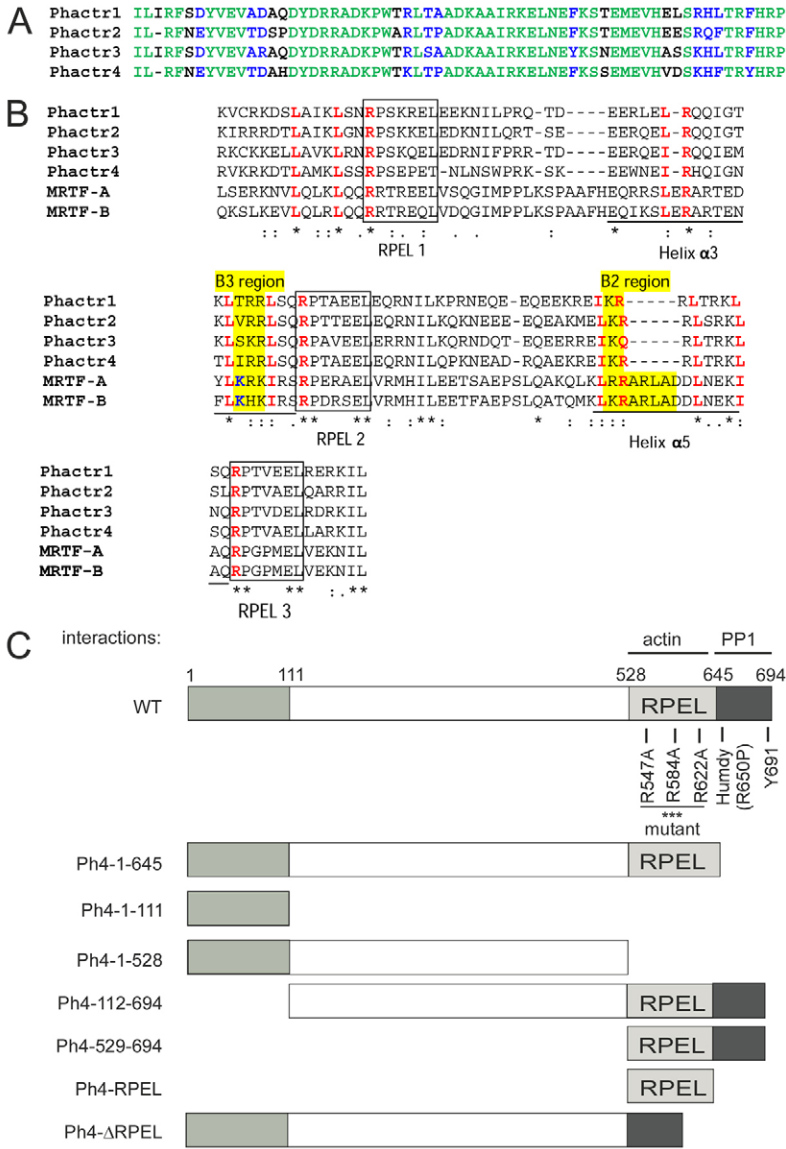 A
Phactr1 ILIRFSDYVEVADAQDYDRRADKPWTRLTAADKAAIRKELNEFKSTEMEVHELSRHLTRFHRP
Phactr2 IL-RFNEYVEVTDSPDYDRRADKPWARLTPADKAAIRKELNEFKSTEMEVHEESRQFTRFHRP
Phactr3 ILIRFSDYVEVARAQDYDRRADKPWTRLSAADKAAIRKELNEYKSNEMEVHASSKHLTRFHRP
Phactr4 IL-RFNEYVEVTDAHDYDRRADKPWTKLTPADKAAIRKELNEFKSSEMEVHVDSKHFTRYHRP
B
Phactr1 KVCRKDSLAIKLSNRPSKRELEEKNILPRQ-TD----EERLEL-RQQIGT
Phactr2 KIRRRDTLAIKLGNRPSKKELEDKNILQRT-SE----EERQEL-RQQIGT
Phactr3 RKCKKELLAVKLRNRPSKQELEDRNIFPRR-TD----EERQEI-RQQIEM
Phactr4 RVKRKDTLAMKLSSRPSEPET-NLNSWPRK-SK----EEWNEI-RHQIGN
MRTF-A LSERKNVLQLKLQQRRTREELVSQGIMPPLKSPAAFHEQRRSLERARTED
MRTF-B QKSLKEVLQLRLQQRRTREQLVDQGIMPPLKSPAAFHEQIKSLERARTEN
:: * : * . * : : . . : * : * :
RPEL 1 Helix α3
B3 region B2 region
Phactr1 KLTRRLSQRPTAEELEQRNILKPRNEQE-EQEEKREIKR-----RLTRKL
Phactr2 KLVRRLSQRPTTEELEQRNILKQKNEEE-EQEAKMELKR-----RLSRKL
Phactr3 KLSKRLSQRPAVEELERRNILKQRNDQT-EQEERREIKQ-----RLTRKL
Phactr4 TLIRRLSQRPTAEELEQRNILQPKNEAD-RQAEKREIKR-----RLTRKL
MRTF-A YLKRKIRSRPERAELVRMHILEETSAEPSLQAKQLKLRRARLADDLNEKI
MRTF-B FLKHKIRSRPDRSELVRMHILEETFAEPSLQATQMKLKRARLADDLNEKI
* :::: ** **: :** * : :::: *..*:
RPEL 2 Helix α5
Phactr1 SQRPTVEELRERKIL
Phactr2 SLRPTVAELQARRIL
Phactr3 NQRPTVDELRDRKIL
Phactr4 SQRPTVAELLARKIL
MRTF-A AQRPGPMELVEKNIL
MRTF-B AQRPGPMELVEKNIL
** ** :.**
RPEL 3
C
interactions: actin PP1
1 111 528 645 694
WT RPEL
R547A R584A R622A Humdy (R650P) Y691
***
mutant
Ph4-1-645 RPEL
Ph4-1-111
Ph4-1-528
Ph4-112-694 RPEL
Ph4-529-694 RPEL
Ph4-RPEL RPEL
Ph4-ΔRPEL